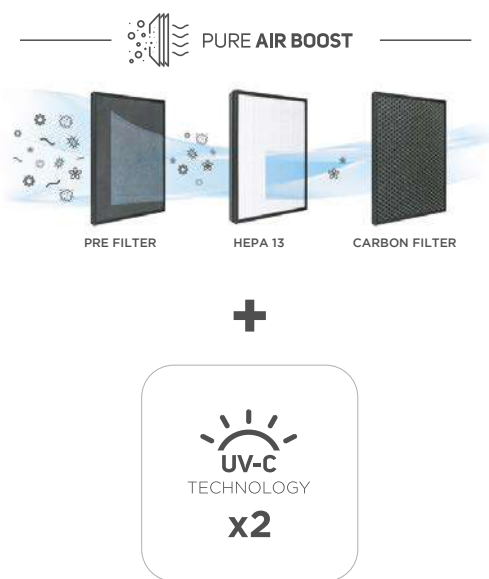 PURE AIR BOOST
PRE FILTER
HEPA 13
CARBON FILTER
+
UV-C
TECHNOLOGY
x2